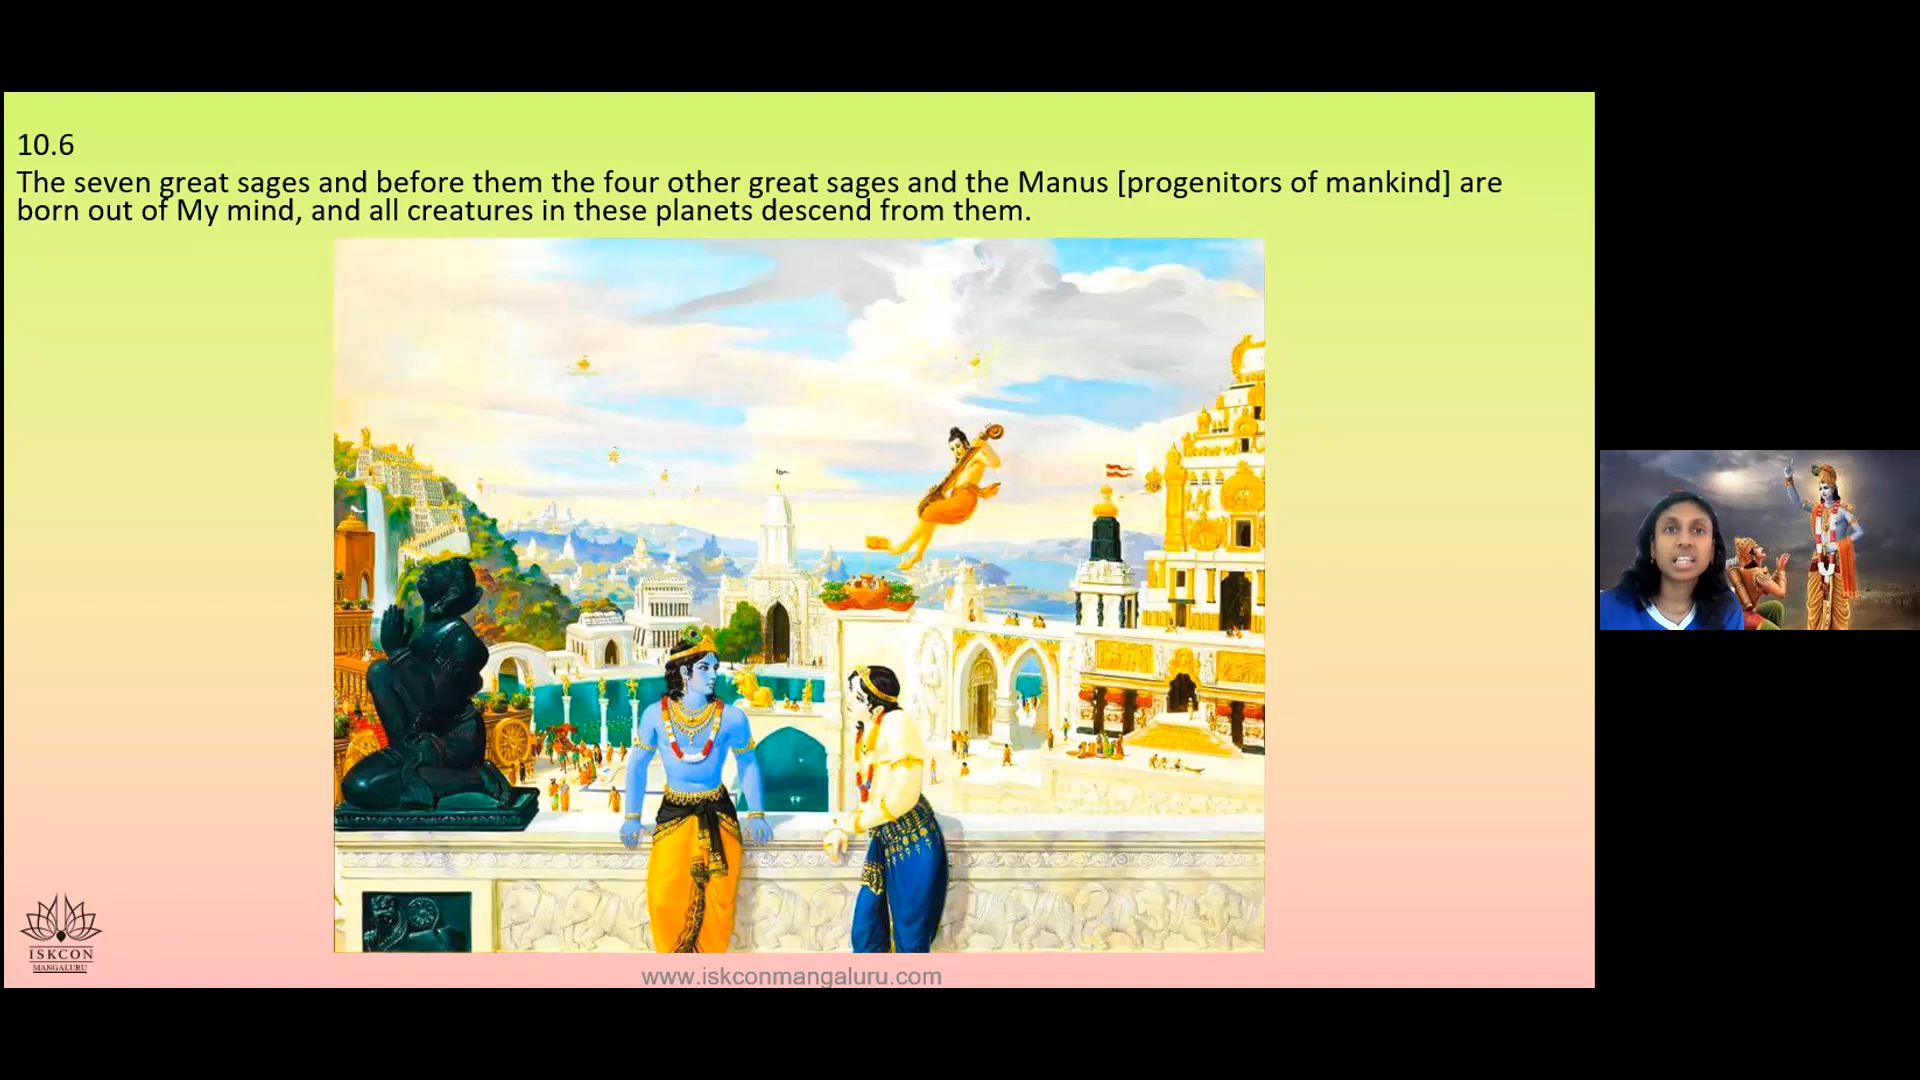 10.6
The seven great sages and before them the four other great sages and the Manus [progenitors of mankind] are
born out of My mind, and all creatures in these planets descend from them.
ISKCON
MANGALURU
www.iskconmangaluru.com